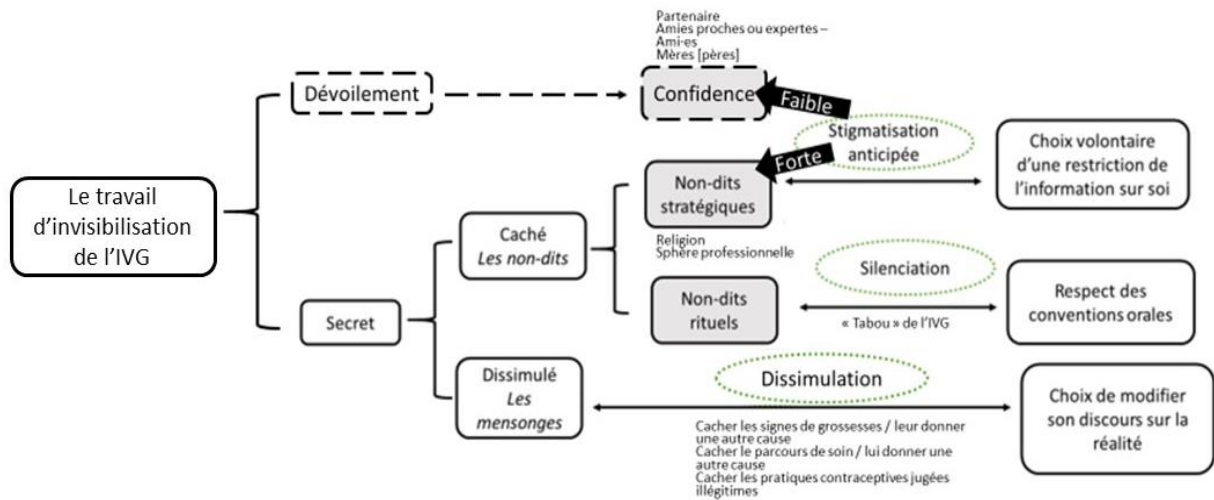 Partenaire
Amies proches ou expertes –
Ami·es
Mères [pères]
Dévoilement
Confidence
Faible
Stigmatisation
anticipée
Forte
Choix volontaire
d'une restriction de
l'information sur soi
Le travail
d'invisibilisation
de l'IVG
Non-dits
stratégiques
Religion
Sphère professionnelle
Caché
Les non-dits
Silenciation
Non-dits
rituels
« Tabou » de l'IVG
Respect des
conventions orales
Secret
Dissimulé
Les
mensonges
Dissimulation
Cacher les signes de grossesses / leur donner
une autre cause
Cacher le parcours de soin / lui donner une
autre cause
Cacher les pratiques contraceptives jugées
illégitimes
Choix de modifier
son discours sur la
réalité